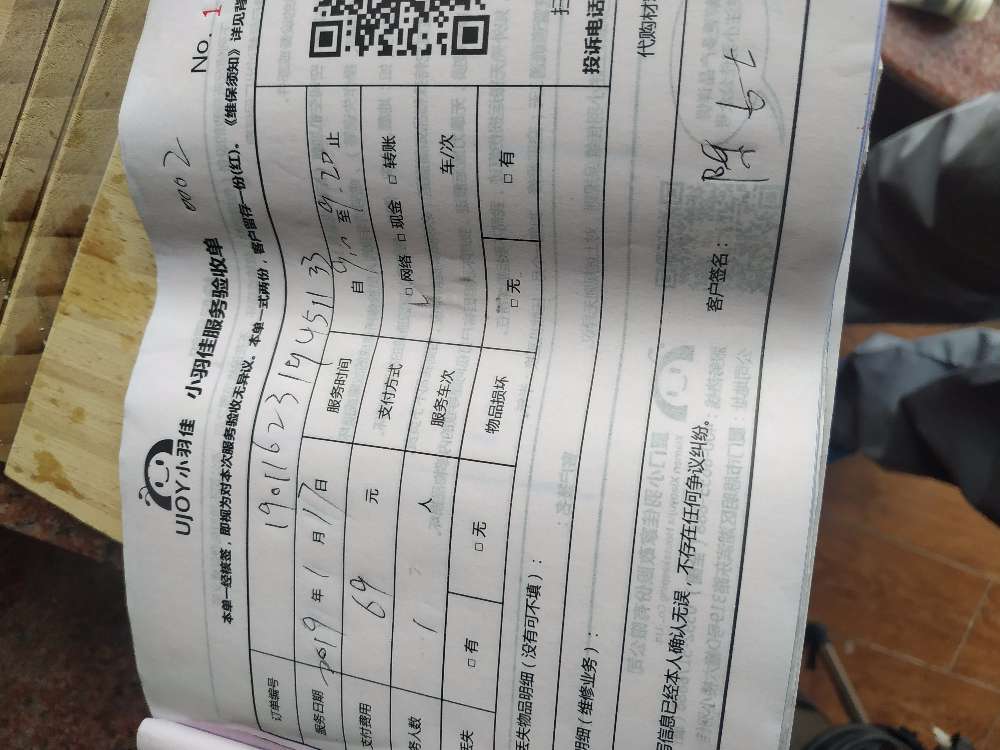 UJOY小羽佳 小羽佳服务验收单 0002 No. 1
本单一经核签，即视为对本次服务验收无异议。本单一式两份，客户留存一份(红)。《维保须知》详见背
订单编号 1901162319451133
服务日期 2019年1月17日 服务时间 自9. 至9.20止
支付费用 69元 支付方式 □网络 □现金 □转账
务人数 1人 服务车次 车/次
丢失 □有 □无 物品损坏 □无 □有
丢失物品明细（没有可不填）：
明细（维修业务）：
投诉电话
代购材
写信息已经本人确认无误，不存在任何争议纠纷。
客户签名：